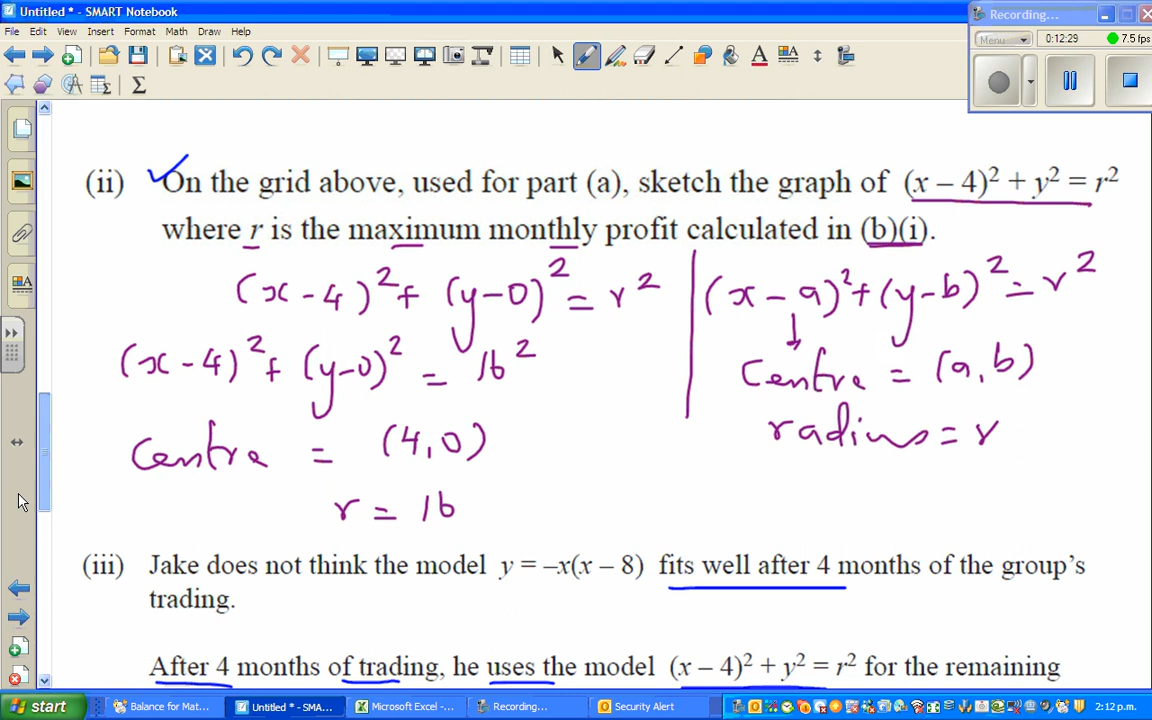 Untitled * - SMART Notebook
Recording...
File Edit View Insert Format Math Draw Help
Menu 0:12:29 7.5 fps
(ii) On the grid above, used for part (a), sketch the graph of (x – 4)² + y² = r²
where r is the maximum monthly profit calculated in (b)(i).
(x - 4)² + (y - 0)² = r²
(x - 4)² + (y - 0)² = 16²
Centre = (4, 0)
r = 16
(x - a)² + (y - b)² = r²
Centre = (a, b)
radius = r
(iii) Jake does not think the model y = –x(x – 8) fits well after 4 months of the group's
trading.
After 4 months of trading, he uses the model (x – 4)² + y² = r² for the remaining
start Balance for Mat... Untitled * - SMA... Microsoft Excel -... Recording... Security Alert 2:12 p.m.